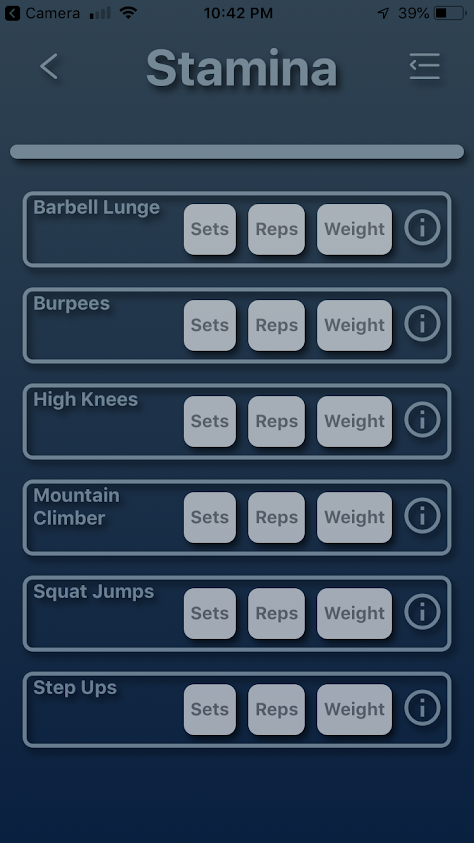 Camera 10:42 PM 39%
Stamina
Barbell Lunge Sets Reps Weight
Burpees Sets Reps Weight
High Knees Sets Reps Weight
Mountain
Climber Sets Reps Weight
Squat Jumps Sets Reps Weight
Step Ups Sets Reps Weight